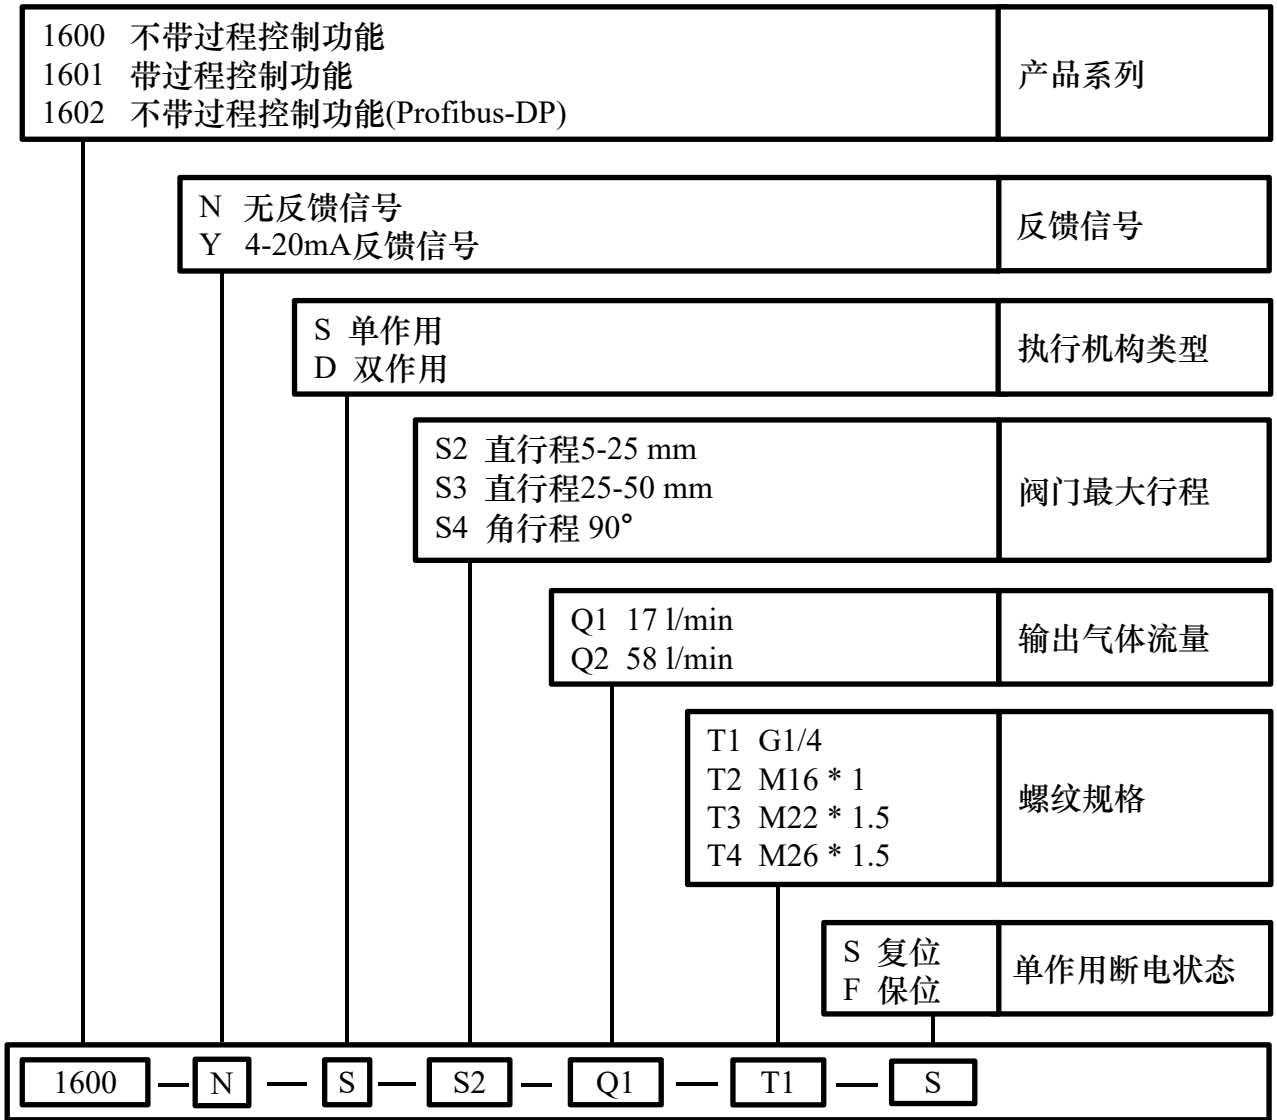 1600 不带过程控制功能
1601 带过程控制功能
1602 不带过程控制功能(Profibus-DP)
产品系列
N 无反馈信号
Y 4-20mA反馈信号
反馈信号
S 单作用
D 双作用
执行机构类型
S2 直行程5-25 mm
S3 直行程25-50 mm
S4 角行程 90°
阀门最大行程
Q1 17 l/min
Q2 58 l/min
输出气体流量
T1 G1/4
T2 M16 * 1
T3 M22 * 1.5
T4 M26 * 1.5
螺纹规格
S 复位
F 保位
单作用断电状态
1600 — N — S — S2 — Q1 — T1 — S